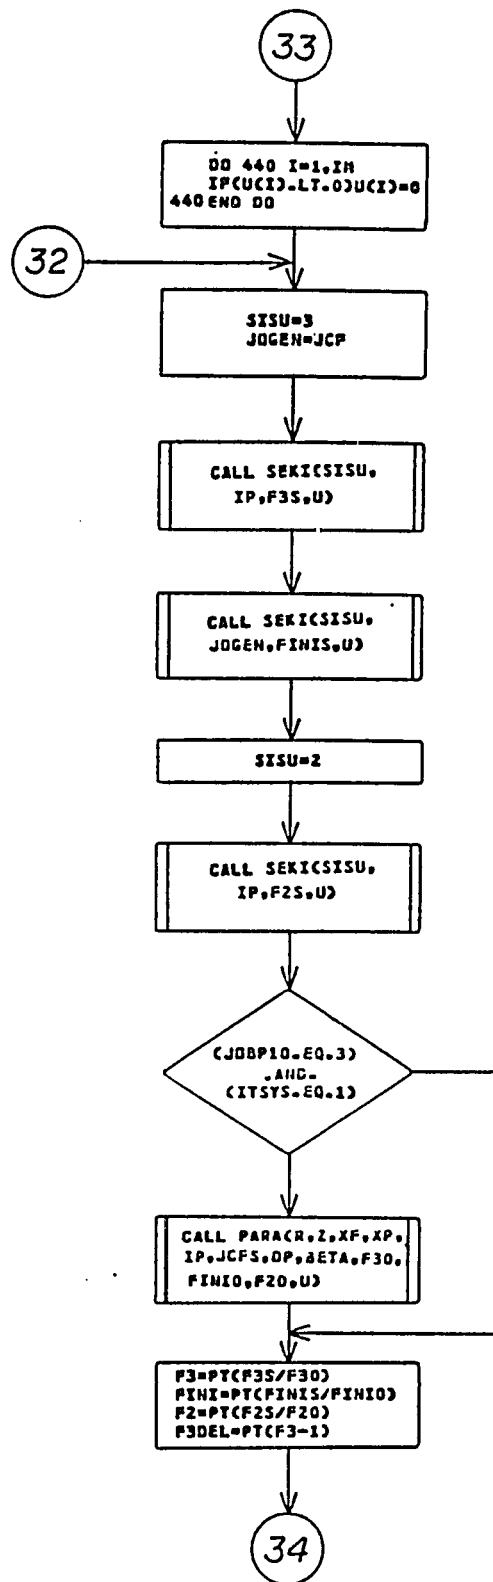 33
DO 440 I=1,IM
IF(U(I).LT.0)U(I)=0
440 END DO
32
SISU=3
JOGEN=JCP
CALL SEKI(SISU,
IP,F3S,U)
CALL SEKI(SISU,
JOGEN,FINIS,U)
SISU=2
CALL SEKI(SISU,
IP,F2S,U)
(JOBP10.EQ.3)
.AND.
(ITSYS.EQ.1)
CALL PARA(R,Z,XF,XP,
IP,JCFS,DP,BETA,F30,
FINI0,F20,U)
F3=PT(F3S/F30)
FINI=PT(FINIS/FINI0)
F2=PT(F2S/F20)
F3DEL=PT(F3-1)
34